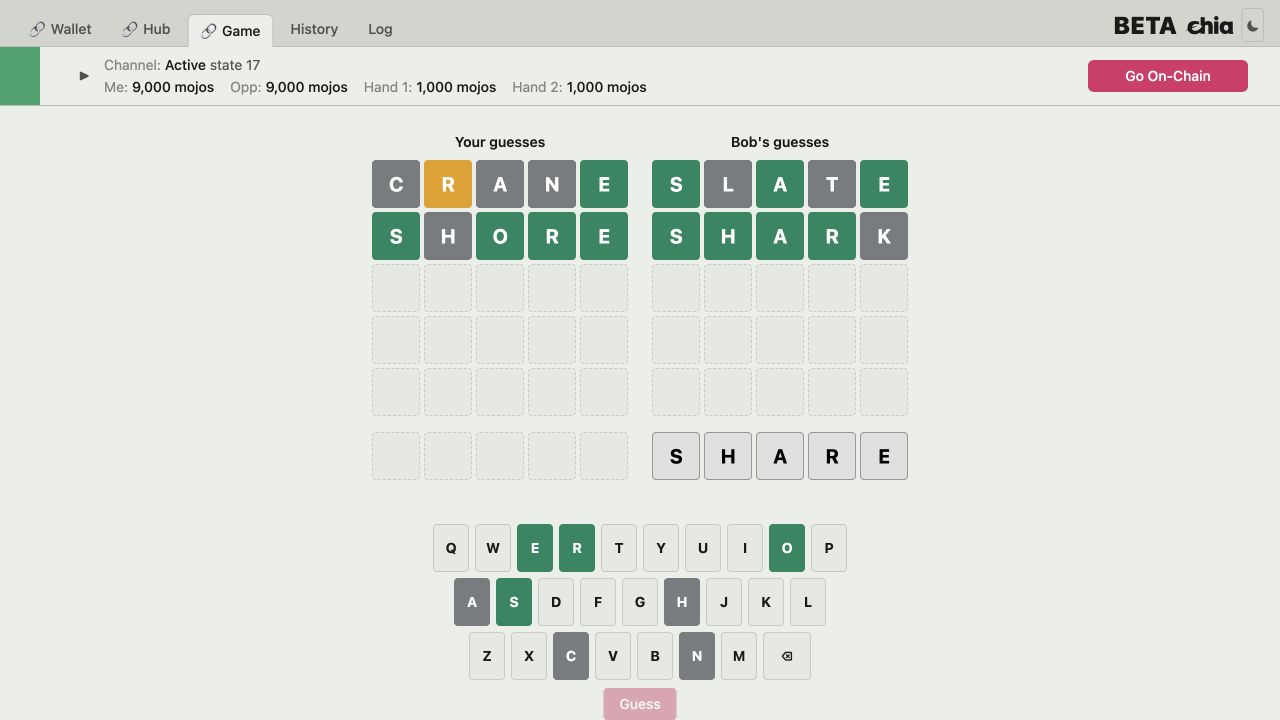 Wallet Hub Game History Log BETA chia
Channel: Active state 17
Me: 9,000 mojos Opp: 9,000 mojos Hand 1: 1,000 mojos Hand 2: 1,000 mojos
Go On-Chain
Your guesses Bob's guesses
C R A N E S L A T E
S H O R E S H A R K
S H A R E
Q W E R T Y U I O P
A S D F G H J K L
Z X C V B N M
Guess